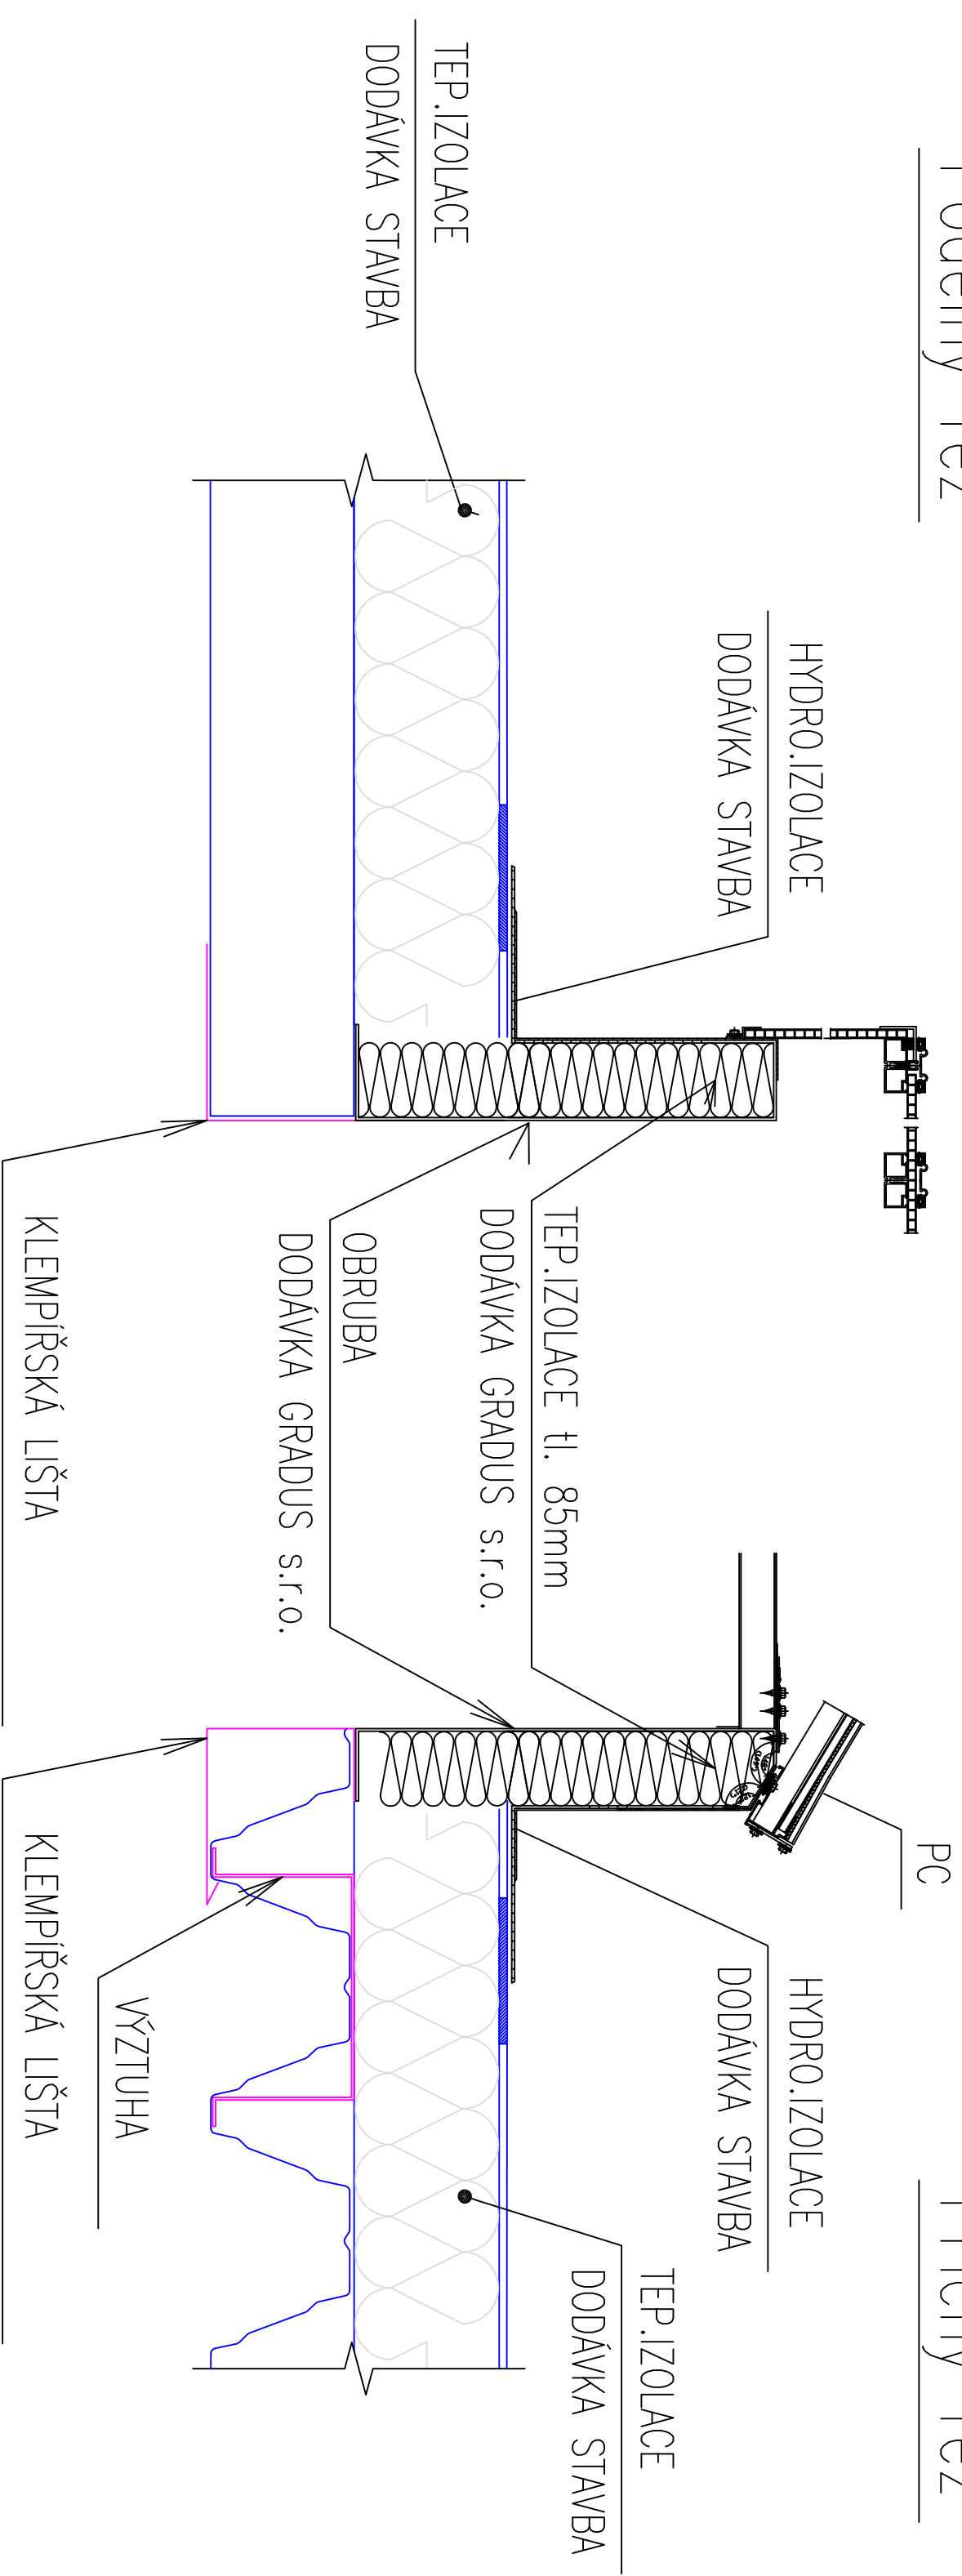 TEP.IZOLACE
DODÁVKA STAVBA
HYDRO.IZOLACE
DODÁVKA STAVBA
TEP.IZOLACE tl. 85mm
DODÁVKA GRADUS s.r.o.
OBRUBA
DODÁVKA GRADUS s.r.o.
KLEMPÍŘSKÁ LIŠTA
PC
HYDRO.IZOLACE
DODÁVKA STAVBA
TEP.IZOLACE
DODÁVKA STAVBA
VÝZTUHA
KLEMPÍŘSKÁ LIŠTA